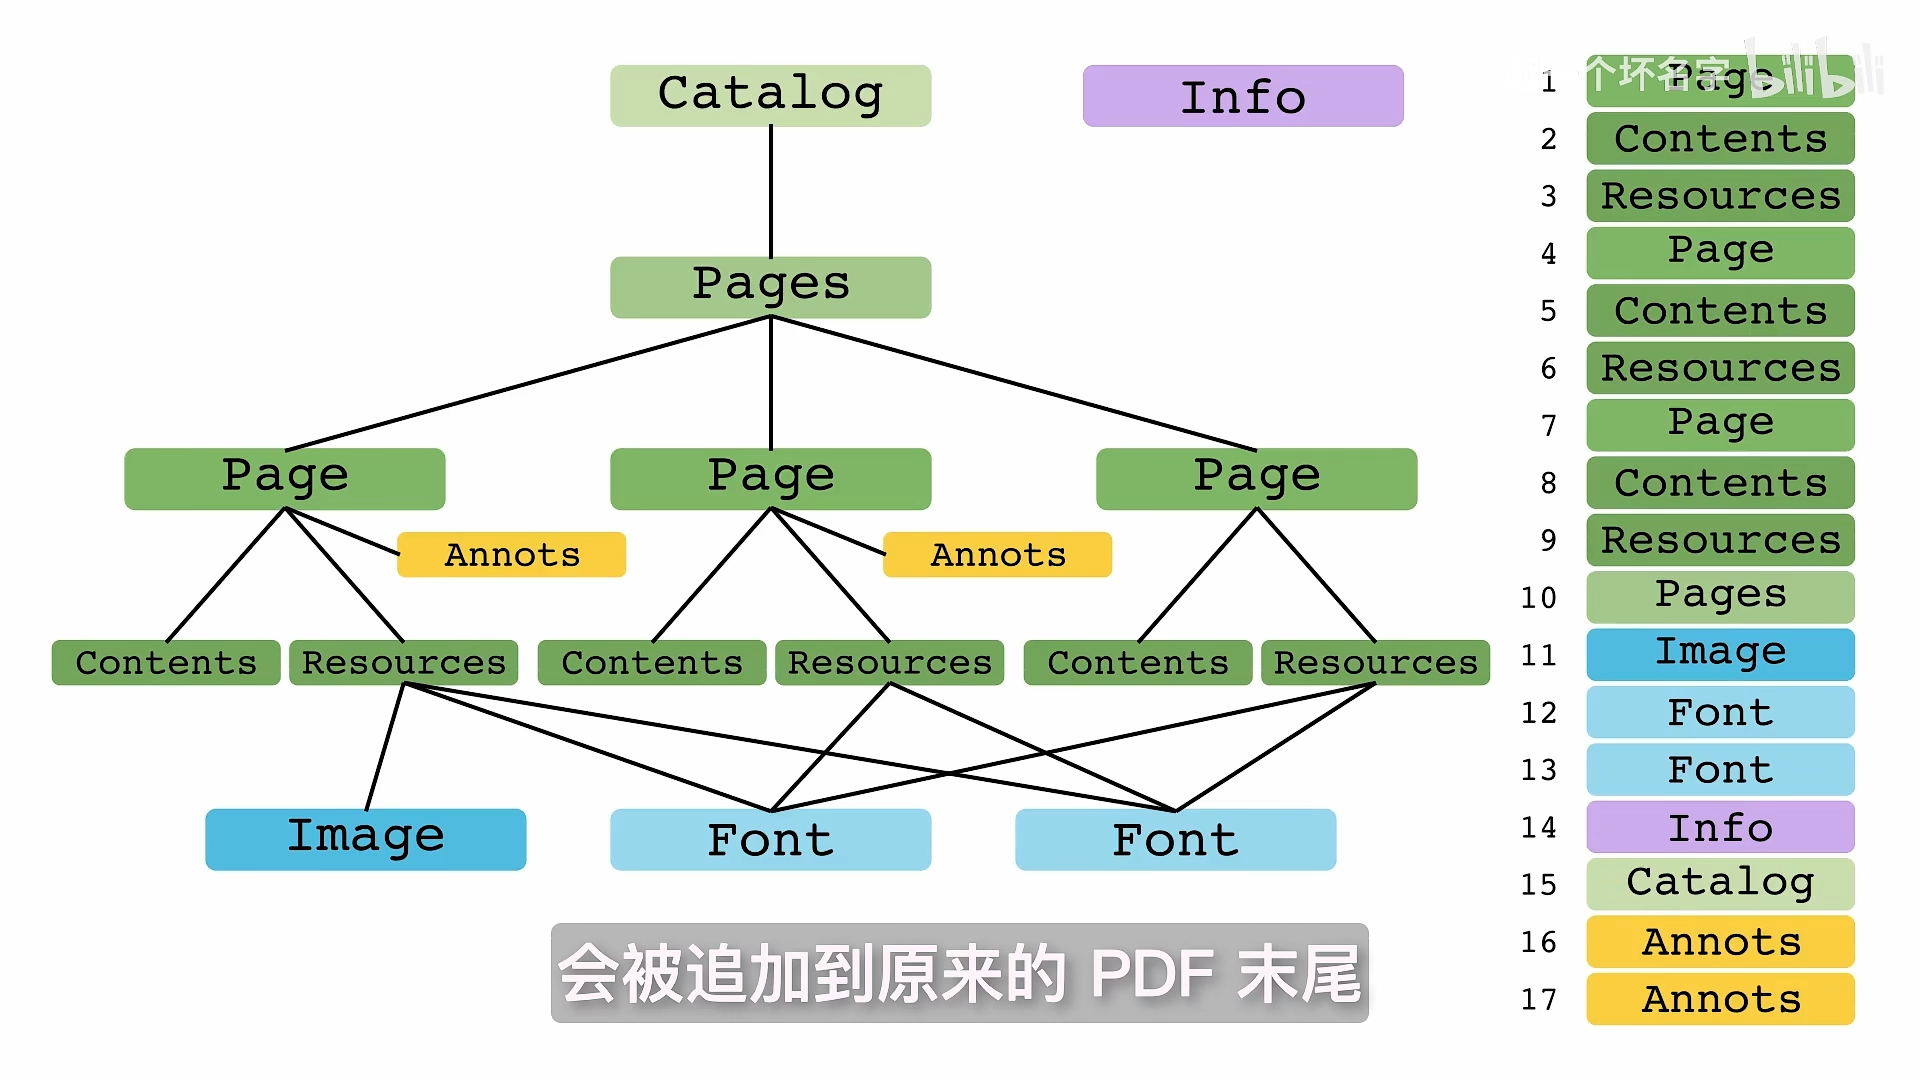 Catalog
Info
Pages
Page
Page
Page
Annots
Annots
Contents
Resources
Contents
Resources
Contents
Resources
Image
Font
Font
1 Page
2 Contents
3 Resources
4 Page
5 Contents
6 Resources
7 Page
8 Contents
9 Resources
10 Pages
11 Image
12 Font
13 Font
14 Info
15 Catalog
16 Annots
17 Annots
个坏名字 bilibili
会被追加到原来的 PDF 末尾